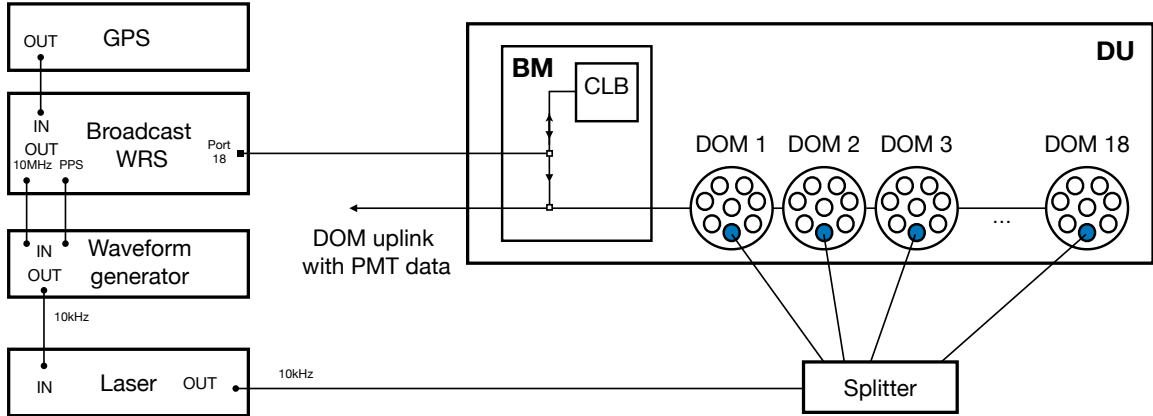 GPS
OUT
IN
Broadcast
WRS
OUT
10MHz PPS
Port
18
IN
Waveform
generator
OUT
10kHz
IN
Laser
OUT
10kHz
DU
BM
CLB
DOM 1
DOM 2
DOM 3
DOM 18
...
DOM uplink
with PMT data
Splitter